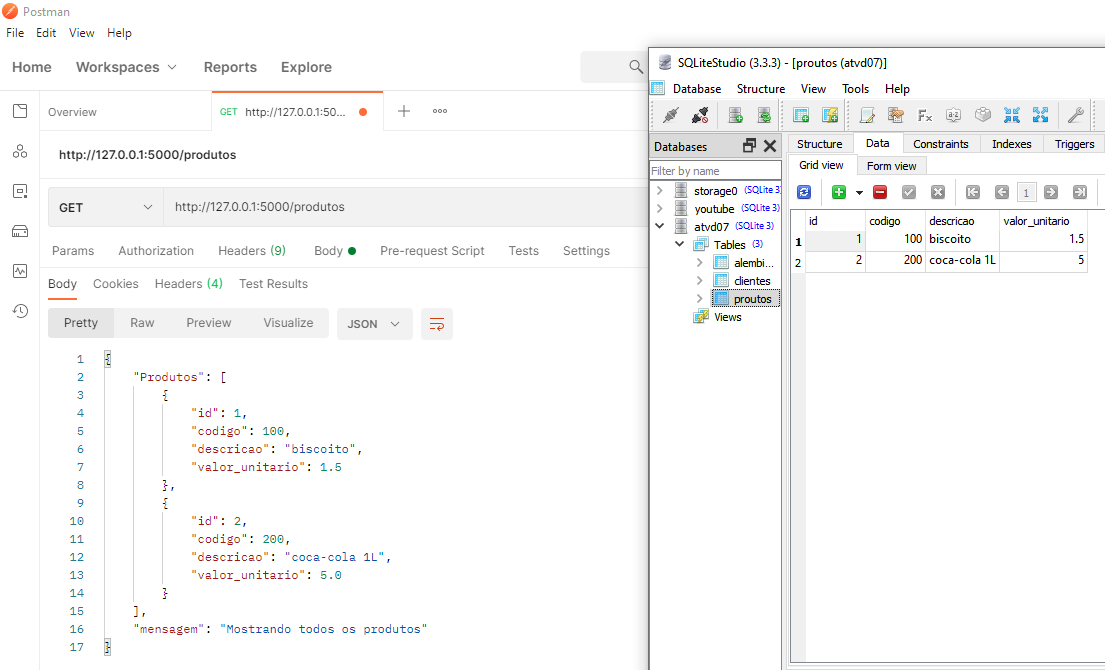 Postman
File Edit View Help
Home Workspaces Reports Explore
Overview GET http://127.0.0.1:50...
http://127.0.0.1:5000/produtos
GET http://127.0.0.1:5000/produtos
Params Authorization Headers (9) Body Pre-request Script Tests Settings
Body Cookies Headers (4) Test Results
Pretty Raw Preview Visualize JSON
1 {
2 "Produtos": [
3 {
4 "id": 1,
5 "codigo": 100,
6 "descricao": "biscoito",
7 "valor_unitario": 1.5
8 },
9 {
10 "id": 2,
11 "codigo": 200,
12 "descricao": "coca-cola 1L",
13 "valor_unitario": 5.0
14 }
15 ],
16 "mensagem": "Mostrando todos os produtos"
17 }
SQLiteStudio (3.3.3) - [proutos (atvd07)]
Database Structure View Tools Help
Databases
Filter by name
storage0 (SQLite 3)
youtube (SQLite 3)
atvd07 (SQLite 3)
Tables (3)
alembi...
clientes
proutos
Views
Structure Data Constraints Indexes Triggers
Grid view Form view
1
id codigo descricao valor_unitario
1 1 100 biscoito 1.5
2 2 200 coca-cola 1L 5